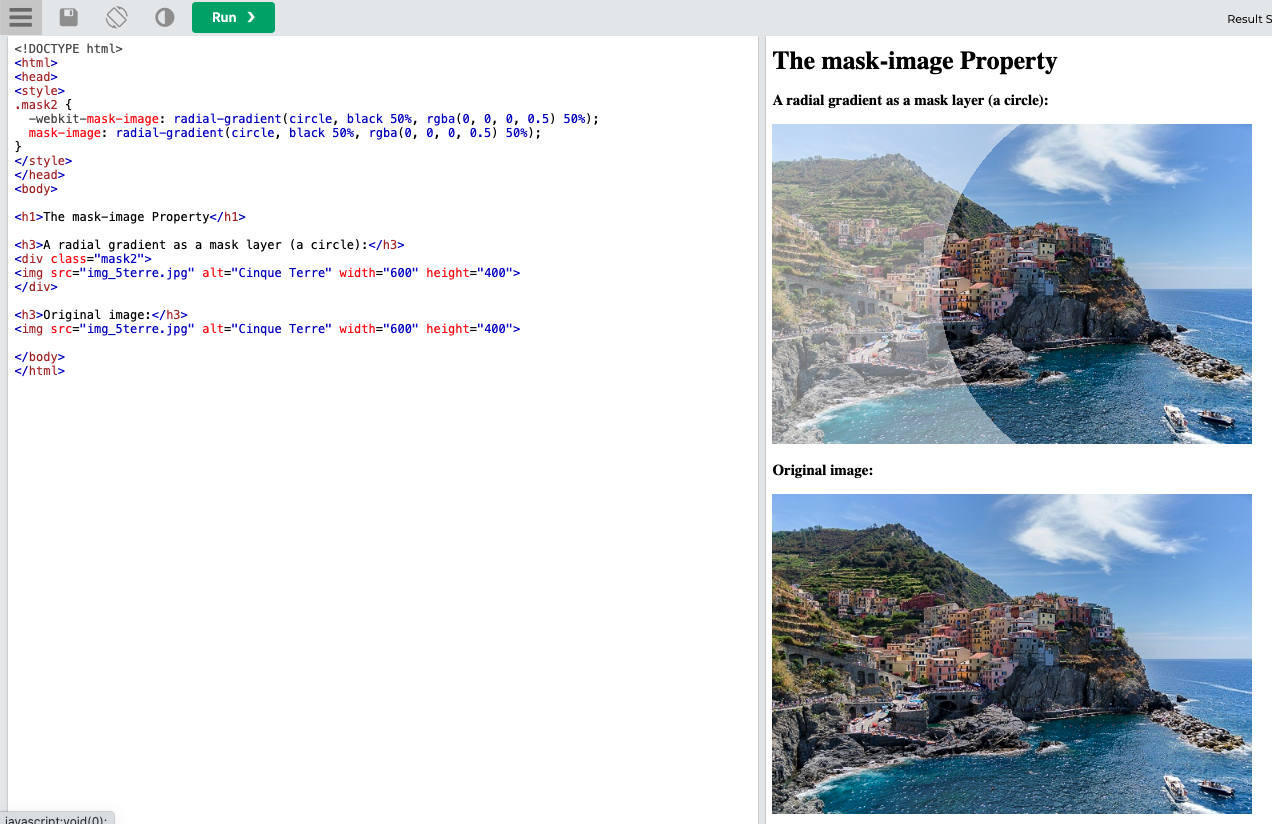 Run ❯
Result S
<!DOCTYPE html>
<html>
<head>
<style>
.mask2 {
  -webkit-mask-image: radial-gradient(circle, black 50%, rgba(0, 0, 0, 0.5) 50%);
  mask-image: radial-gradient(circle, black 50%, rgba(0, 0, 0, 0.5) 50%);
}
</style>
</head>
<body>
<h1>The mask-image Property</h1>
<h3>A radial gradient as a mask layer (a circle):</h3>
<div class="mask2">
<img src="img_5terre.jpg" alt="Cinque Terre" width="600" height="400">
</div>
<h3>Original image:</h3>
<img src="img_5terre.jpg" alt="Cinque Terre" width="600" height="400">
</body>
</html>
The mask-image Property
A radial gradient as a mask layer (a circle):
Original image:
javascript:void(0);